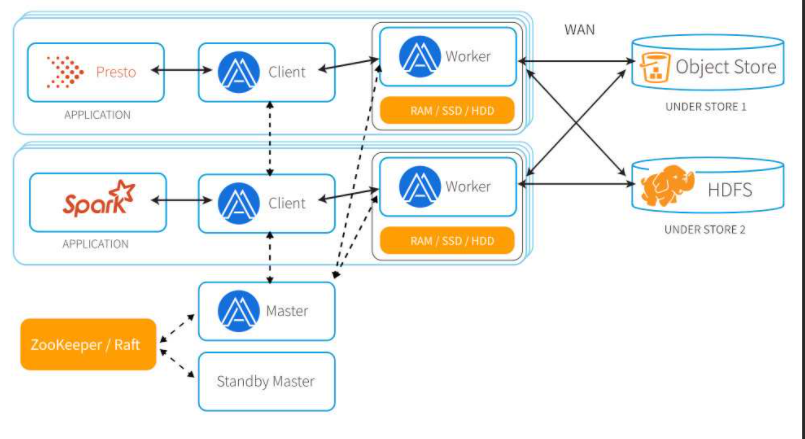 WAN
Presto
Client
Worker
Object Store
RAM / SSD / HDD
APPLICATION
UNDER STORE 1
Spark
Client
Worker
HDFS
RAM / SSD / HDD
APPLICATION
UNDER STORE 2
Master
ZooKeeper / Raft
Standby Master